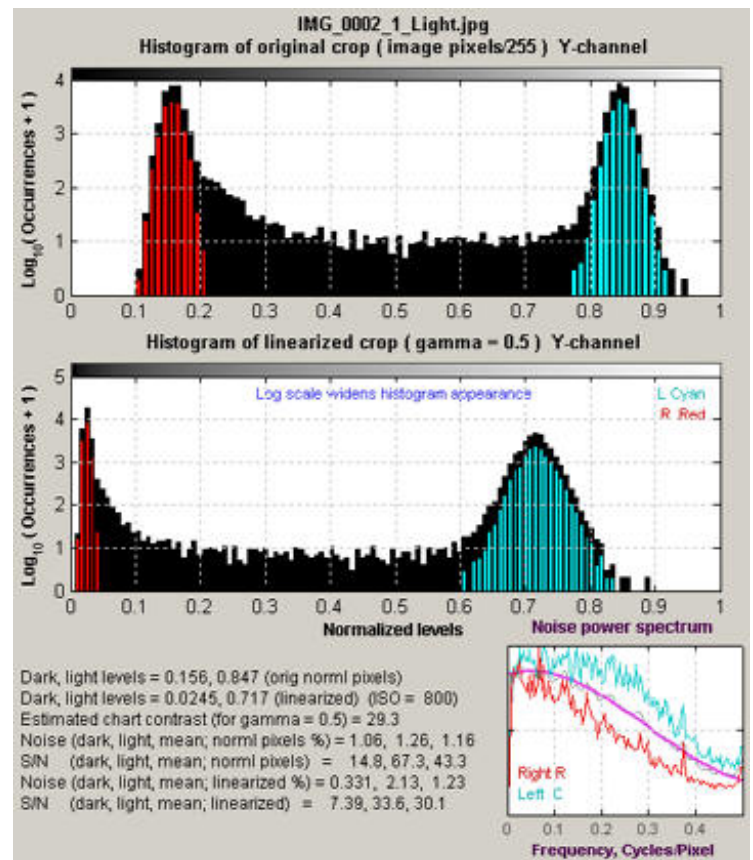 IMG_0002_1_Light.jpg
Histogram of original crop ( image pixels/255 ) Y-channel
Log10( Occurrences + 1)
4
3
2
1
0
0 0.1 0.2 0.3 0.4 0.5 0.6 0.7 0.8 0.9 1
Histogram of linearized crop ( gamma = 0.5 ) Y-channel
Log10( Occurrences + 1)
5
4
3
2
1
0
Log scale widens histogram appearance
L Cyan
R Red
0 0.1 0.2 0.3 0.4 0.5 0.6 0.7 0.8 0.9 1
Normalized levels
Dark, light levels = 0.156, 0.847 (orig norml pixels)
Dark, light levels = 0.0245, 0.717 (linearized) (ISO = 800)
Estimated chart contrast (for gamma = 0.5) = 29.3
Noise (dark, light, mean; norml pixels %) = 1.06, 1.26, 1.16
S/N (dark, light, mean; norml pixels) = 14.8, 67.3, 43.3
Noise (dark, light, mean; linearized %) = 0.331, 2.13, 1.23
S/N (dark, light, mean; linearized) = 7.39, 33.6, 30.1
Noise power spectrum
Right R
Left C
0 0.1 0.2 0.3 0.4
Frequency, Cycles/Pixel